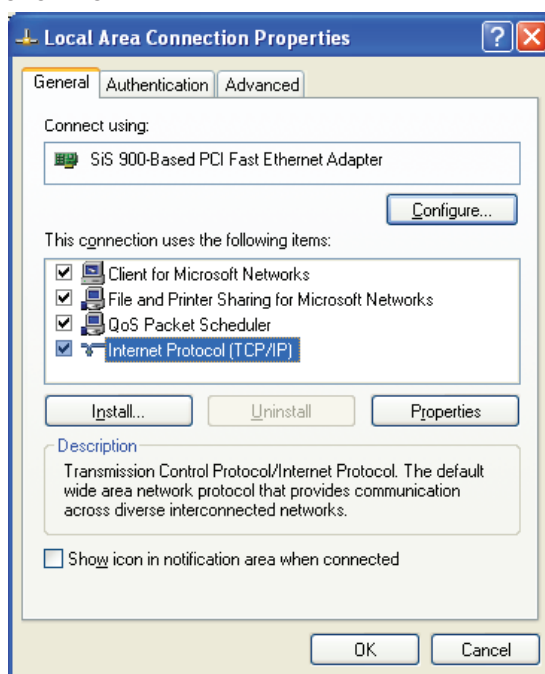 Local Area Connection Properties
General Authentication Advanced
Connect using:
SiS 900-Based PCI Fast Ethernet Adapter
Configure...
This connection uses the following items:
Client for Microsoft Networks
File and Printer Sharing for Microsoft Networks
QoS Packet Scheduler
Internet Protocol (TCP/IP)
Install... Uninstall Properties
Description
Transmission Control Protocol/Internet Protocol. The default
wide area network protocol that provides communication
across diverse interconnected networks.
Show icon in notification area when connected
OK Cancel